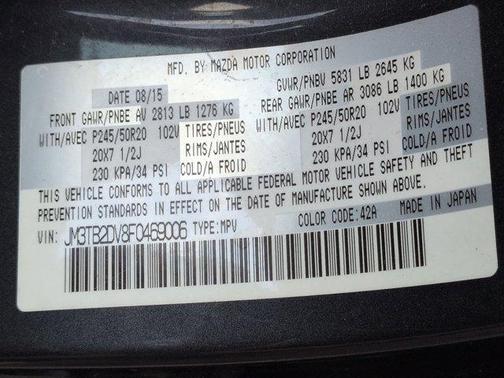 MFD. BY MAZDA MOTOR CORPORATION
DATE 08/15 GVWR/PNBV 5831 LB 2645 KG
FRONT GAWR/PNBE AV 2813 LB 1276 KG REAR GAWR/PNBE AR 3086 LB 1400 KG
WITH/AVEC P245/50R20 102V TIRES/PNEUS WITH/AVEC P245/50R20 102V TIRES/PNEUS
20X7 1/2J RIMS/JANTES 20X7 1/2J RIMS/JANTES
230 KPA/34 PSI COLD/A FROID 230 KPA/34 PSI COLD/A FROID
THIS VEHICLE CONFORMS TO ALL APPLICABLE FEDERAL MOTOR VEHICLE SAFETY AND THEFT
PREVENTION STANDARDS IN EFFECT ON THE DATE OF MANUFACTURE SHOWN ABOVE.
VIN: JM3TB2DV8F0469006 TYPE:MPV COLOR CODE:42A MADE IN JAPAN